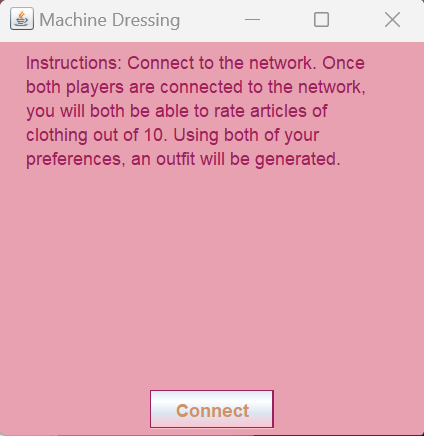 Machine Dressing
Instructions: Connect to the network. Once
both players are connected to the network,
you will both be able to rate articles of
clothing out of 10. Using both of your
preferences, an outfit will be generated.
Connect